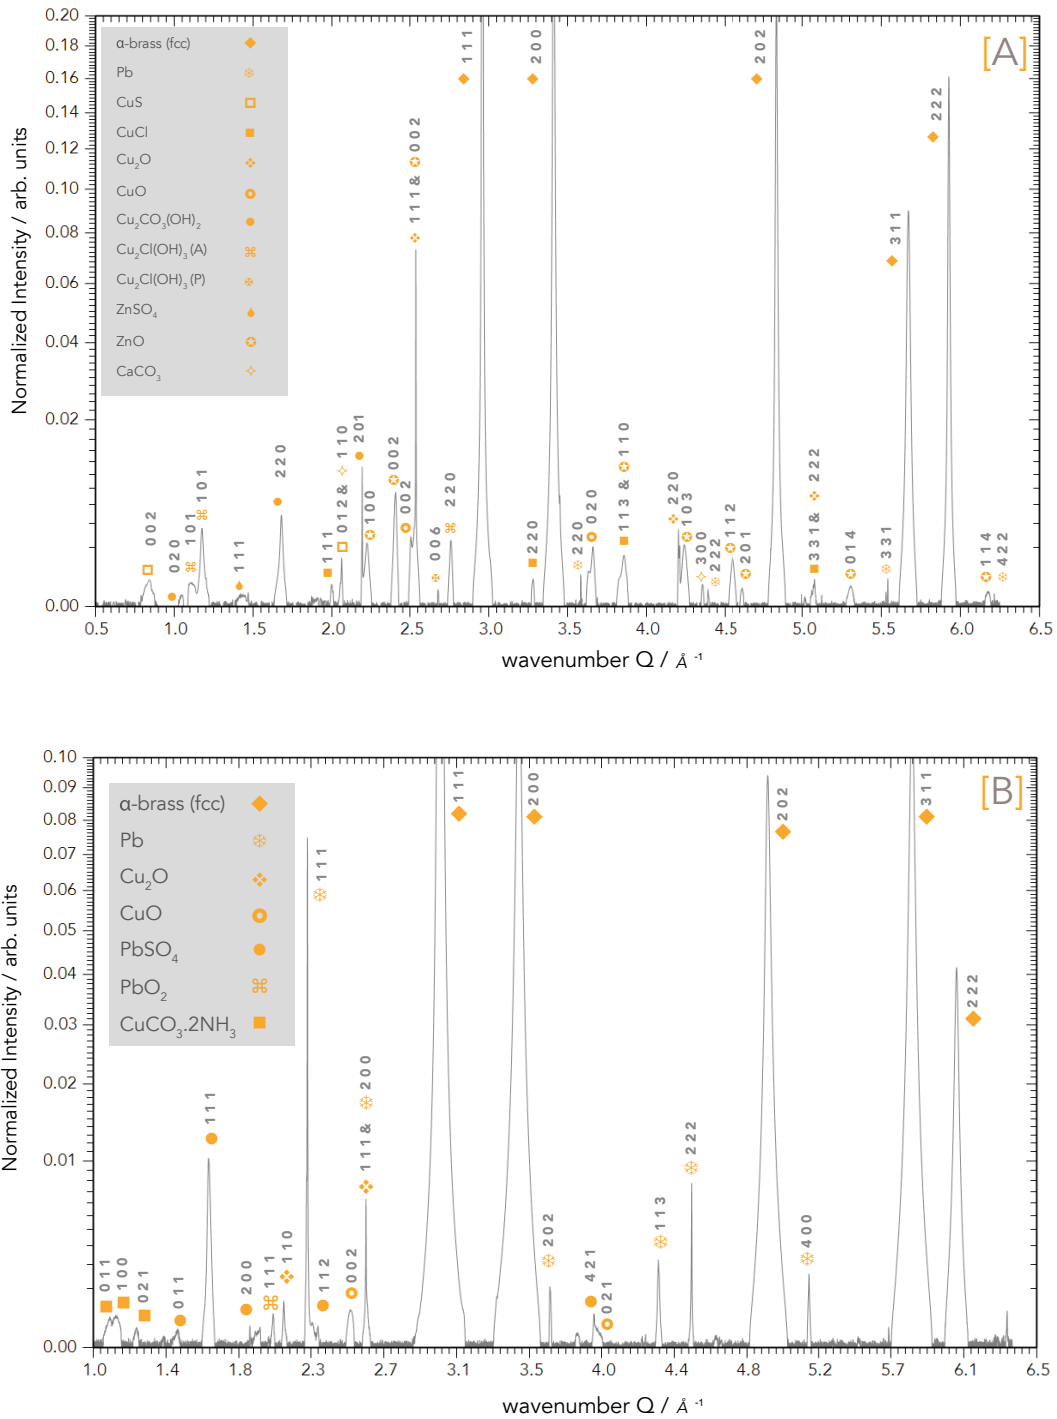 [A]
Normalized Intensity / arb. units
0.20
0.16
0.14
0.12
0.10
0.08
0.06
0.04
0.02
0.00
α-brass (fcc)
Pb
CuS
CuCl
Cu₂O
CuO
Cu₂CO₃(OH)₂
Cu₂Cl(OH)₃ (A)
Cu₂Cl(OH)₃ (P)
ZnSO₄
ZnO
CaCO₃
002
020
101
101
111
220
111
012 & 110
201
100
002
002
111 & 002
006
220
111
200
220
220
020
113 & 110
220
103
300
222
112
201
202
331 & 222
014
331
311
222
114
422
0.5 1.0 1.5 2.0 2.5 3.0 3.5 4.0 4.5 5.0 5.5 6.0 6.5
wavenumber Q / Å ⁻¹
[B]
Normalized Intensity / arb. units
0.10
0.09
0.08
0.07
0.06
0.05
0.04
0.03
0.02
0.01
0.00
α-brass (fcc)
Pb
Cu₂O
CuO
PbSO₄
PbO₂
CuCO₃.2NH₃
011
100
021
011
111
200
111
110
111
112
002
111 & 200
111
200
202
421
021
113
222
202
400
311
222
1.0 1.4 1.8 2.3 2.7 3.1 3.5 4.0 4.4 4.8 5.2 5.7 6.1 6.5
wavenumber Q / Å ⁻¹